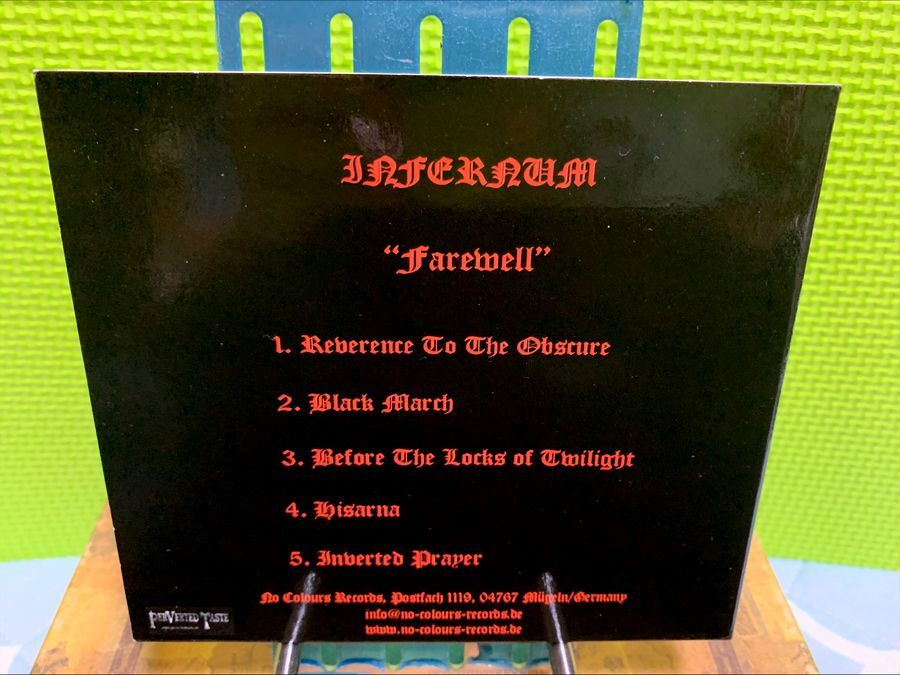 INFERNUM
“Farewell”
1. Reverence To The Obscure
2. Black March
3. Before The Locks of Twilight
4. Hisarna
5. Inverted Prayer
No Colours Records, Postfach 1119, 04767 Mügeln/Germany
info@no-colours-records.de
www.no-colours-records.de
PERVERTED TASTE